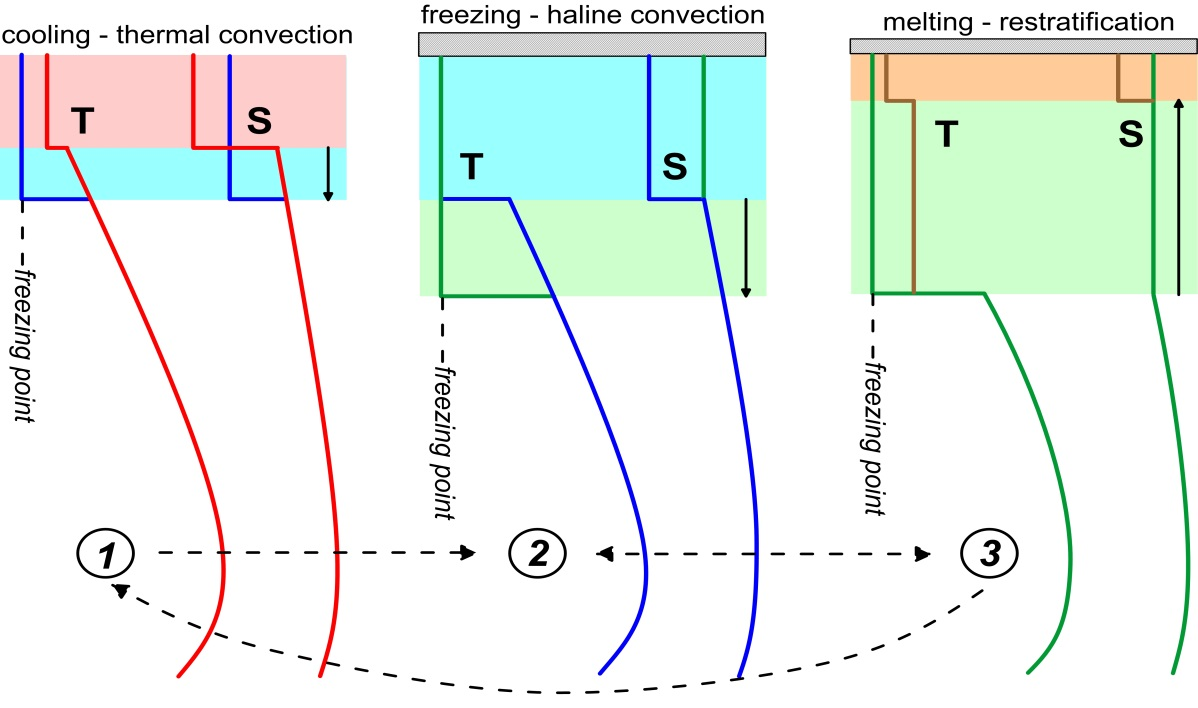 cooling - thermal convection
freezing - haline convection
melting - restratification
T
S
T
S
T
S
freezing point
freezing point
freezing point
1
2
3